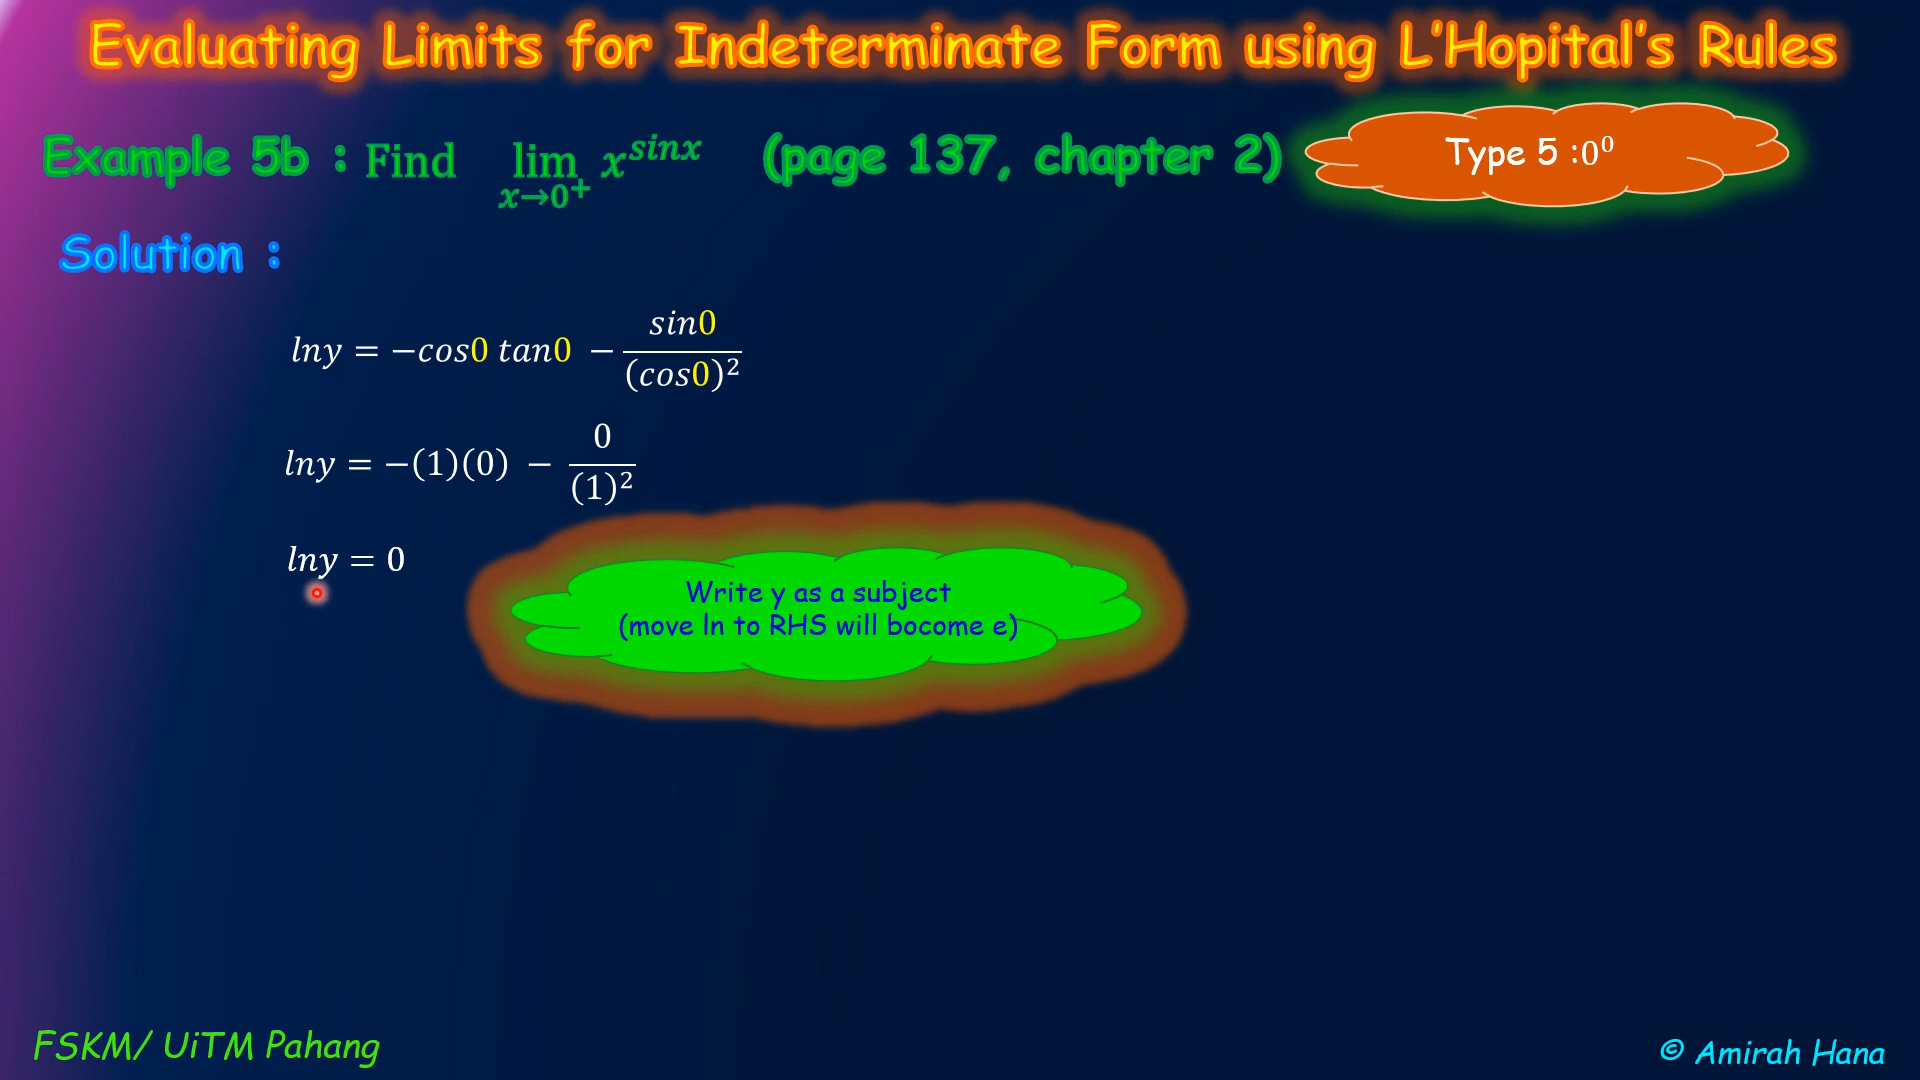 Evaluating Limits for Indeterminate Form using L'Hopital's Rules
Example 5b : Find lim x→0⁺ x^sinx (page 137, chapter 2)
Type 5 :0⁰
Solution :
lny = −cos0 tan0 − sin0/(cos0)²
lny = −(1)(0) − 0/(1)²
lny = 0
Write y as a subject
(move ln to RHS will bocome e)
FSKM/ UiTM Pahang
© Amirah Hana